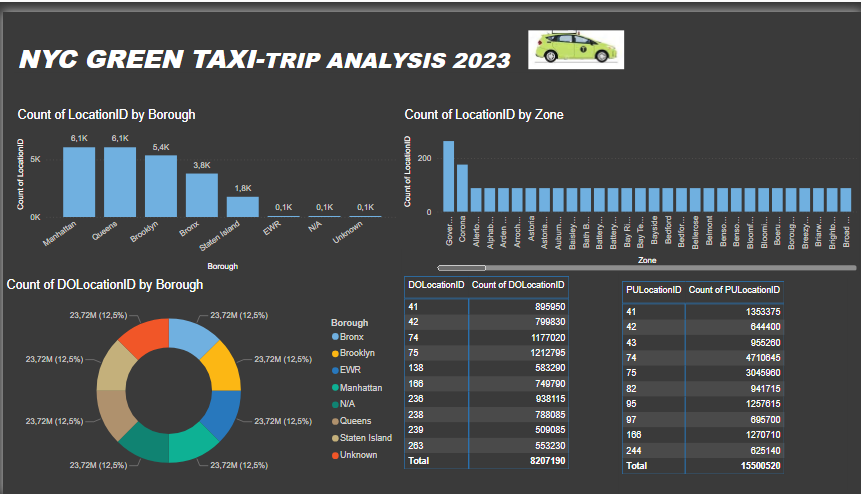 NYC GREEN TAXI-TRIP ANALYSIS 2023
Count of LocationID by Borough
Count of LocationID
5K
0K
6,1K
6,1K
5,4K
3,8K
1,8K
0,1K
0,1K
0,1K
Manhattan
Queens
Brooklyn
Bronx
Staten Island
EWR
N/A
Unknown
Borough
Count of LocationID by Zone
Count of LocationID
200
0
Gover...
Corona
Allerto...
Alphab...
Arden ...
Arroch...
Astoria
Astoria...
Auburn...
Baisley...
Bath B...
Battery...
Battery ...
Bay Ri...
Bay Te...
Bayside
Bedford
Bedfor...
Bellerose
Belmont
Benso...
Benso...
Bloomf...
Bloomi...
Boeru...
Boroug...
Breezy...
Briarw...
Brighto...
Broad ...
Zone
Count of DOLocationID by Borough
23,72M (12,5%)
23,72M (12,5%)
23,72M (12,5%)
23,72M (12,5%)
23,72M (12,5%)
23,72M (12,5%)
23,72M (12,5%)
23,72M (12,5%)
Borough
Bronx
Brooklyn
EWR
Manhattan
N/A
Queens
Staten Island
Unknown
DOLocationID Count of DOLocationID
41 895950
42 799830
74 1177020
75 1212795
138 583290
166 749790
236 938115
238 788085
239 509085
263 553230
Total 8207190
PULocationID Count of PULocationID
41 1353375
42 644400
43 955260
74 4710645
75 3045960
82 941715
95 1257615
97 695700
166 1270710
244 625140
Total 15500520